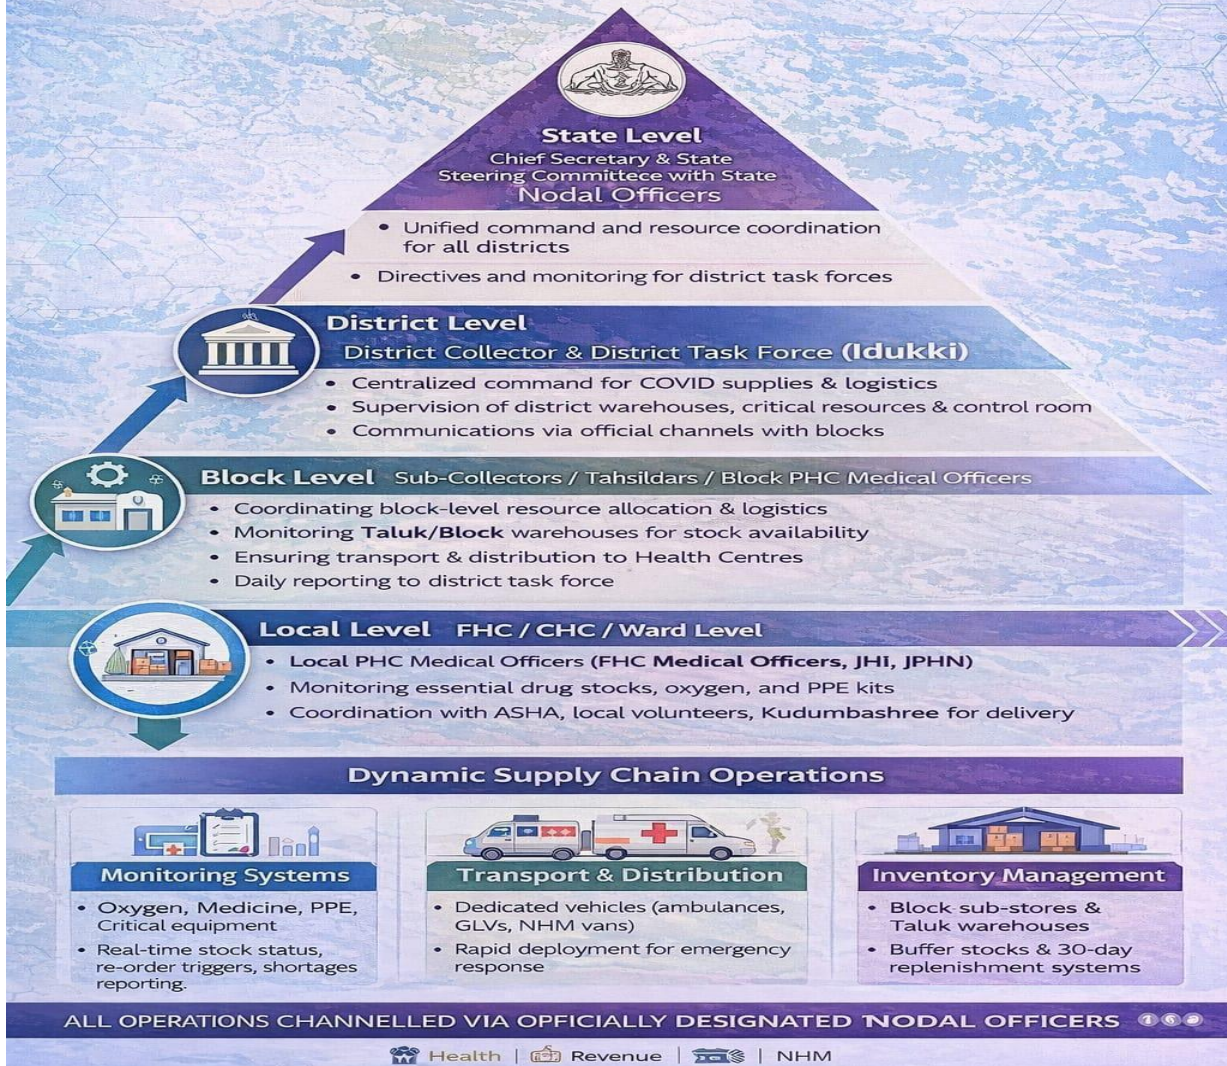 State Level
Chief Secretary & State
Steering Committece with State
Nodal Officers
• Unified command and resource coordination
for all districts
• Directives and monitoring for district task forces
District Level
District Collector & District Task Force (Idukki)
• Centralized command for COVID supplies & logistics
• Supervision of district warehouses, critical resources & control room
• Communications via official channels with blocks
Block Level Sub-Collectors / Tahsildars / Block PHC Medical Officers
• Coordinating block-level resource allocation & logistics
• Monitoring Taluk/Block warehouses for stock availability
• Ensuring transport & distribution to Health Centres
• Daily reporting to district task force
Local Level FHC / CHC / Ward Level
• Local PHC Medical Officers (FHC Medical Officers, JHI, JPHN)
• Monitoring essential drug stocks, oxygen, and PPE kits
• Coordination with ASHA, local volunteers, Kudumbashree for delivery
Dynamic Supply Chain Operations
Monitoring Systems
• Oxygen, Medicine, PPE,
Critical equipment
• Real-time stock status,
re-order triggers, shortages
reporting.
Transport & Distribution
• Dedicated vehicles (ambulances,
GLVs, NHM vans)
• Rapid deployment for emergency
response
Inventory Management
• Block sub-stores &
Taluk warehouses
• Buffer stocks & 30-day
replenishment systems
ALL OPERATIONS CHANNELLED VIA OPFICIALLY DESIGNATED NODAL OFFICERS
Health | Revenue | | NHM